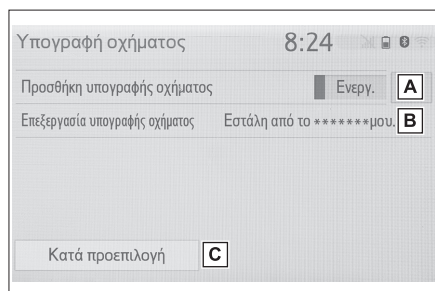 Υπογραφή οχήματος 8:24
Προσθήκη υπογραφής οχήματος Ενεργ. A
Επεξεργασία υπογραφής οχήματος Εστάλη από το *******μου. B
Κατά προεπιλογή C